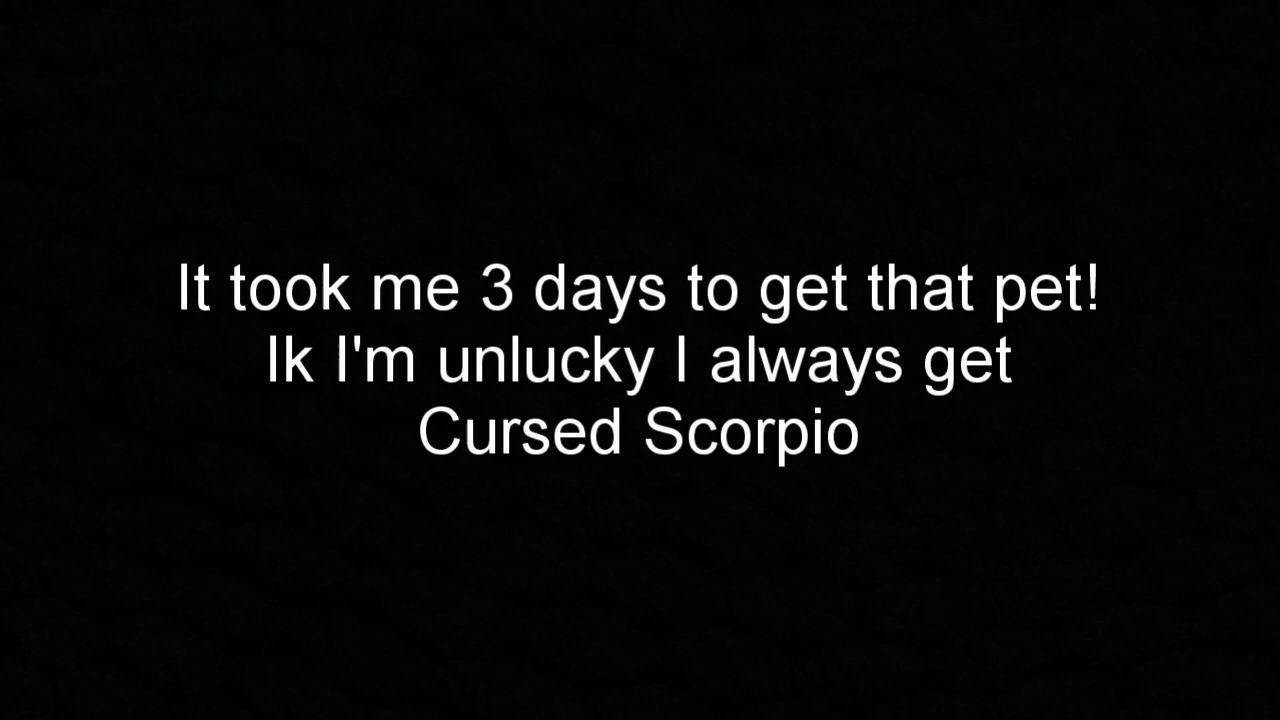 It took me 3 days to get that pet!
Ik I'm unlucky I always get
Cursed Scorpio